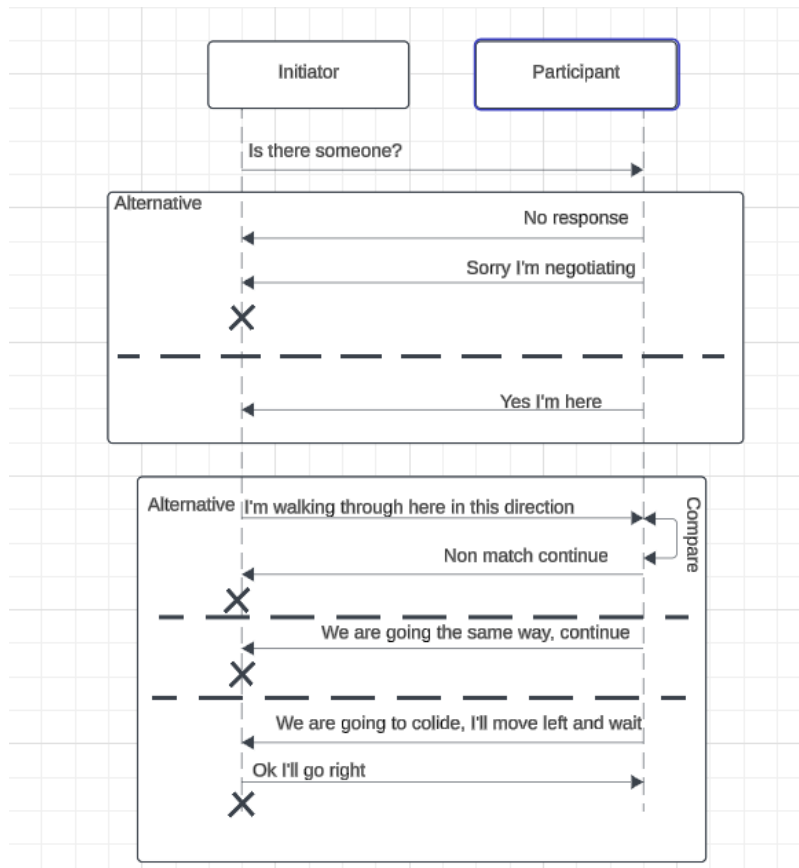 Initiator
Participant
Is there someone?
Alternative
No response
Sorry I'm negotiating
Yes I'm here
Alternative
I'm walking through here in this direction
Compare
Non match continue
We are going the same way, continue
We are going to colide, I'll move left and wait
Ok I'll go right